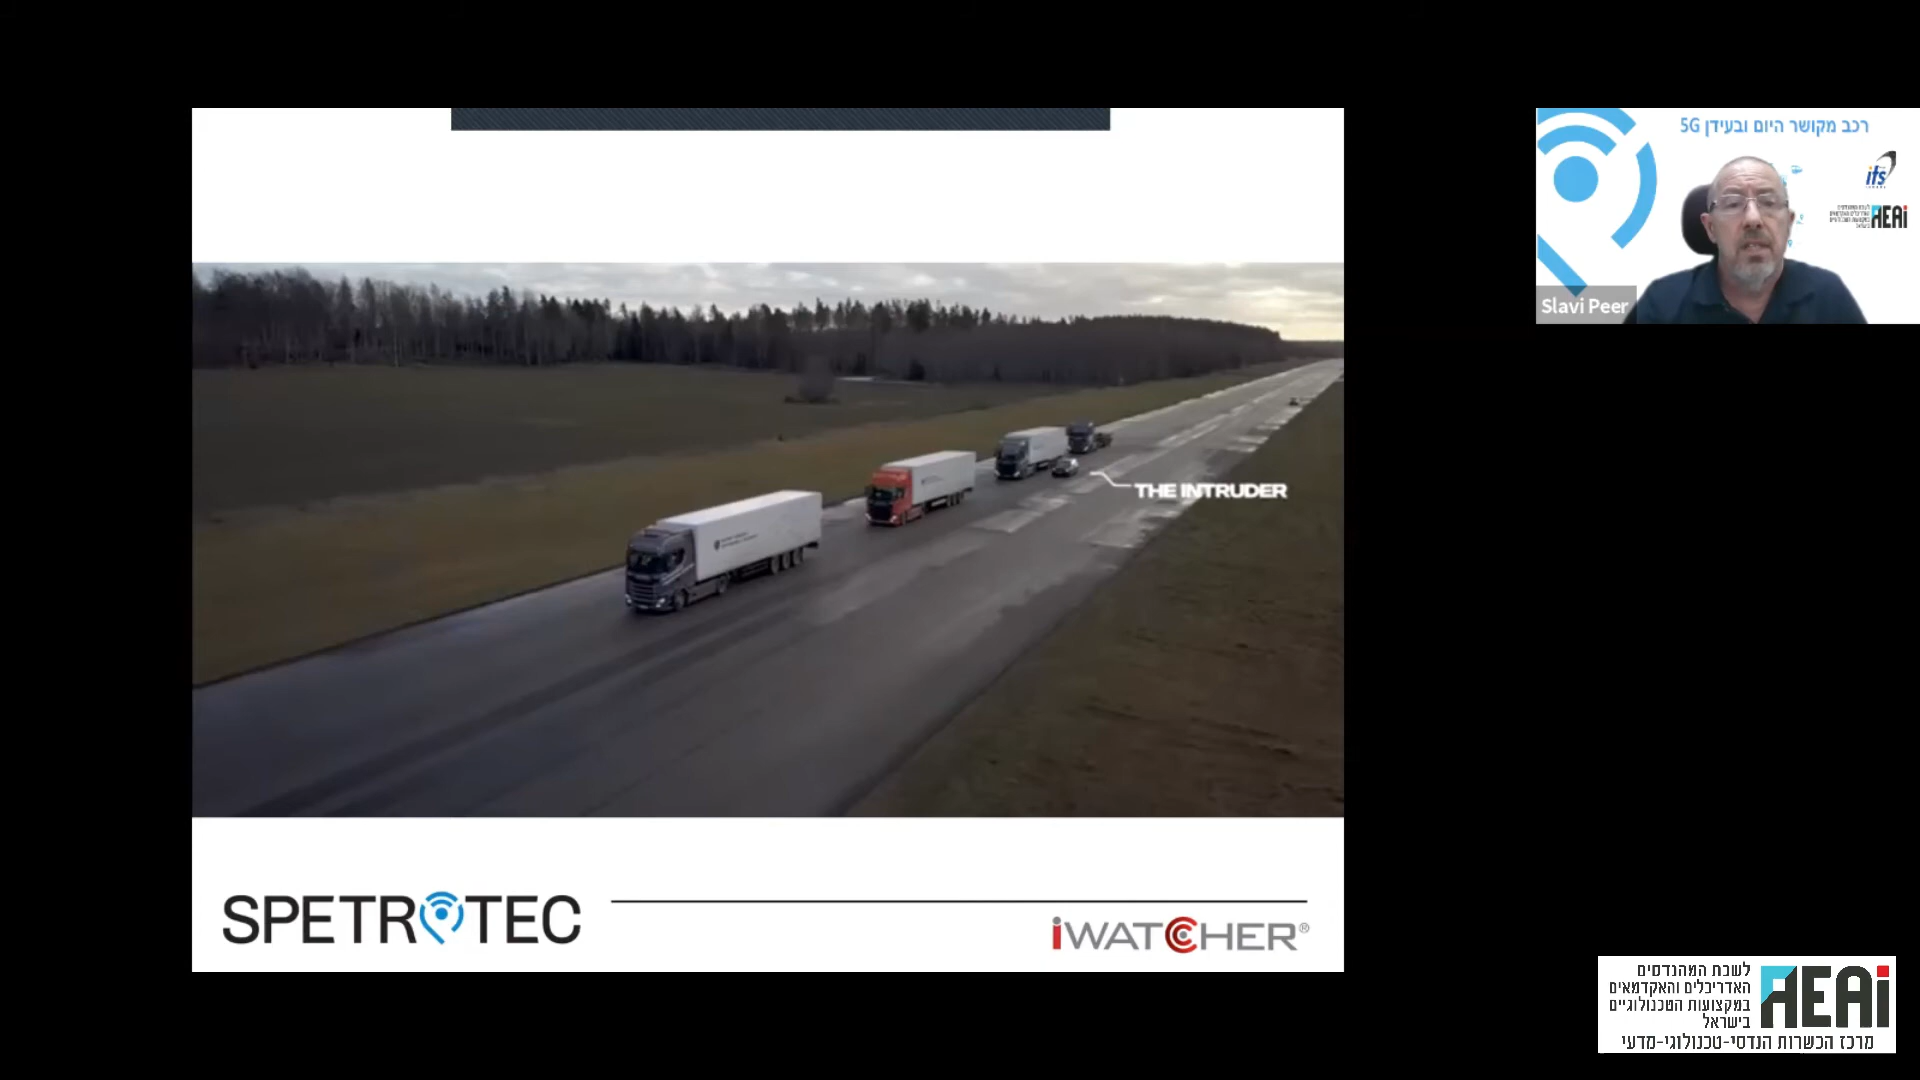 THE INTRUDER
SPETROTEC
iWATCHER®
רכב מקושר היום ובעידן 5G
its
AEAi
Slavi Peer
לשכת המהנדסים
האדריכלים והאקדמאים
במקצועות הטכנולוגיים
בישראל
AEAi
מרכז הכשרות הנדסי-טכנולוגי-מדעי